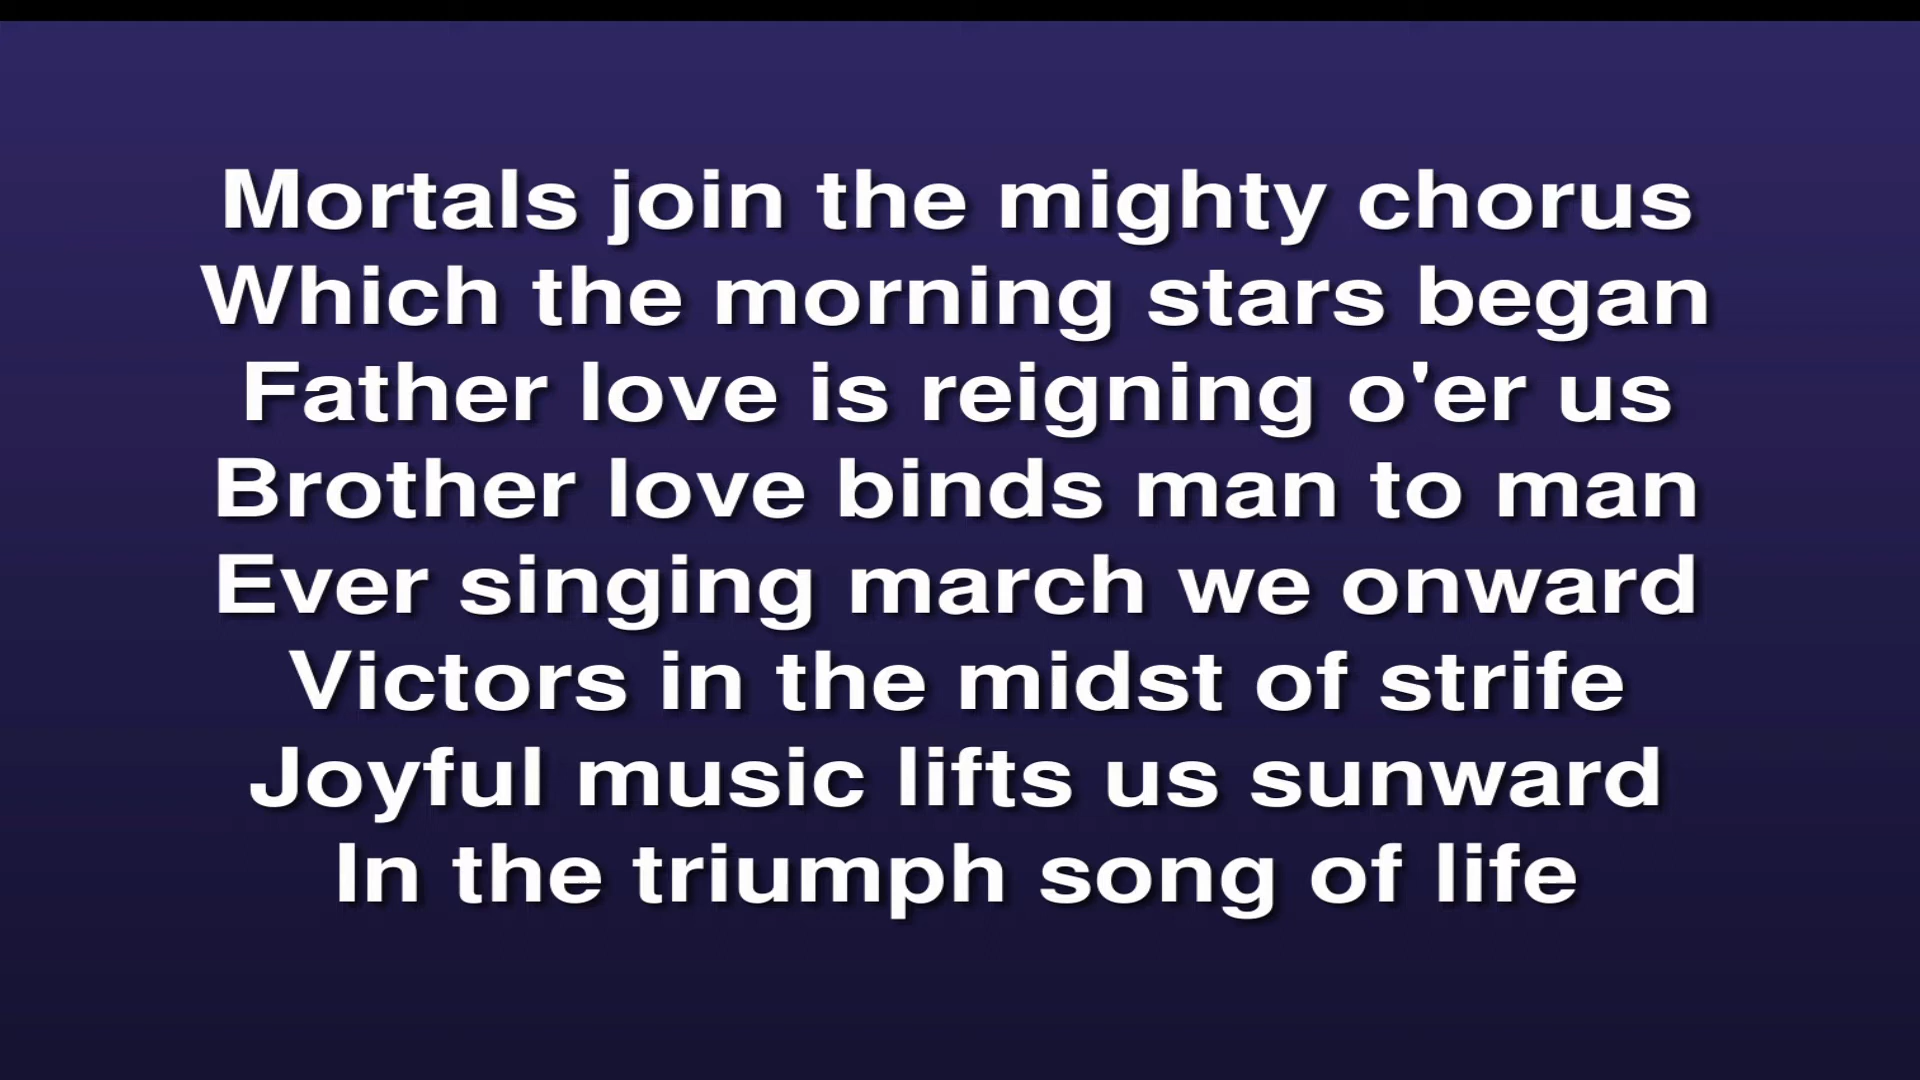 Mortals join the mighty chorus
Which the morning stars began
Father love is reigning o'er us
Brother love binds man to man
Ever singing march we onward
Victors in the midst of strife
Joyful music lifts us sunward
In the triumph song of life